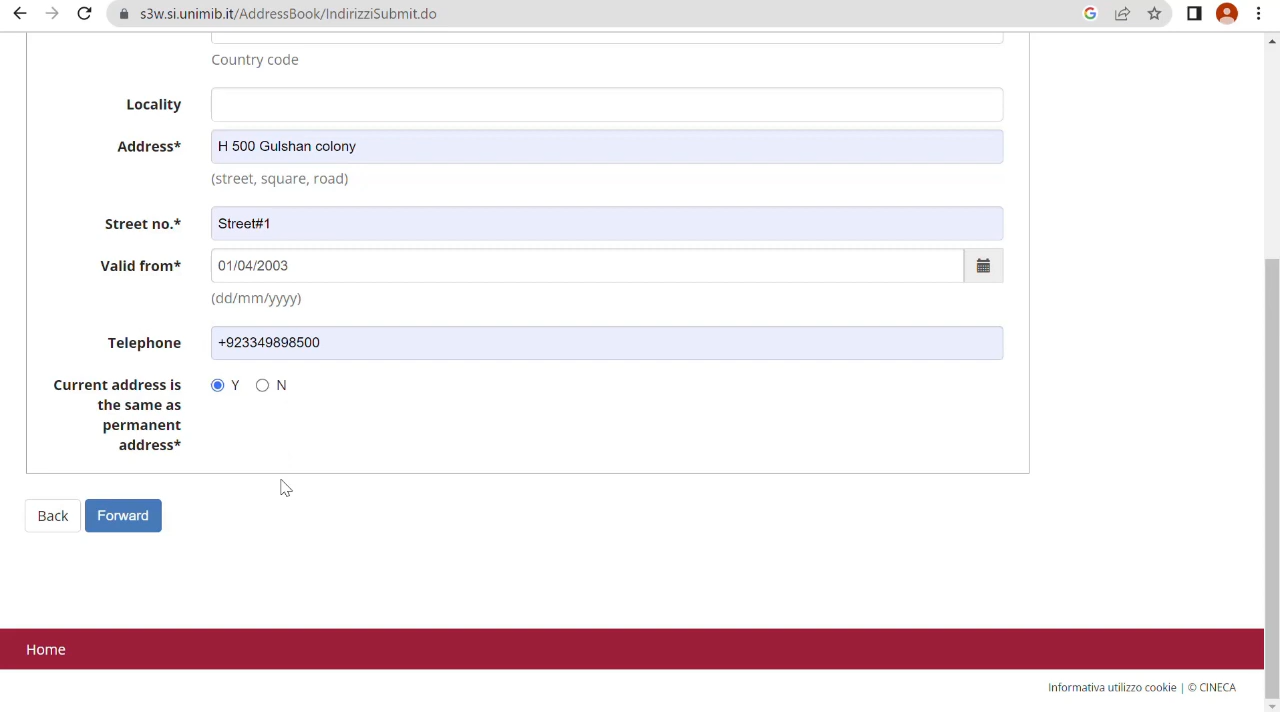 s3w.si.unimib.it/AddressBook/IndirizziSubmit.do
Country code
Locality
Address* H 500 Gulshan colony
(street, square, road)
Street no.* Street#1
Valid from* 01/04/2003
(dd/mm/yyyy)
Telephone +923349898500
Current address is Y N
the same as
permanent
address*
Back Forward
Home
Informativa utilizzo cookie | © CINECA